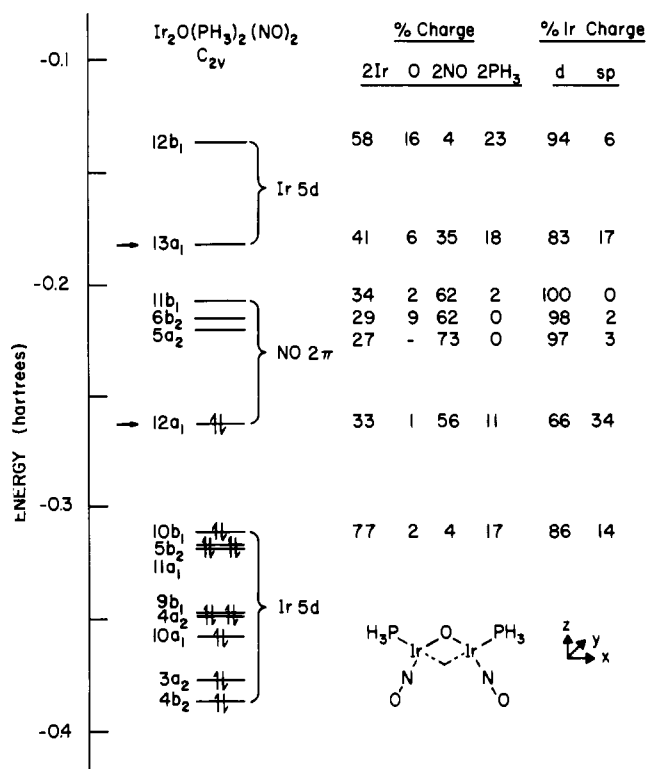 Ir₂O(PH₃)₂(NO)₂
C₂ᵥ
% Charge
% Ir Charge
2Ir O 2NO 2PH₃ d sp
-0.1
12b₁ 58 16 4 23 94 6
Ir 5d
13a₁ 41 6 35 18 83 17
-0.2
11b₁ 34 2 62 2 100 0
6b₂ 29 9 62 0 98 2
5a₂ 27 - 73 0 97 3
NO 2π
12a₁ 33 1 56 11 66 34
ENERGY (hartrees)
-0.3
10b₁ 77 2 4 17 86 14
5b₂
11a₁
9b₁
4a₂
Ir 5d
10a₁
3a₂
4b₂
-0.4
H₃P O PH₃
Ir Ir
N N
O O
z
y
x